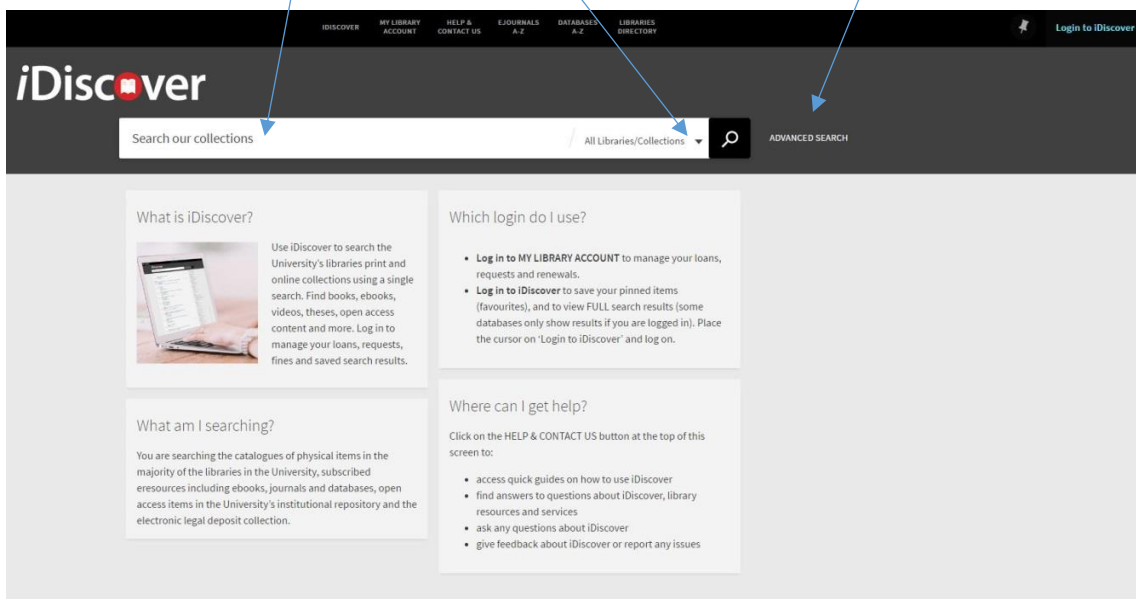 IDISCOVER
MY LIBRARY
ACCOUNT
HELP &
CONTACT US
EJOURNALS
A-Z
DATABASES
A-Z
LIBRARIES
DIRECTORY
Login to iDiscover
iDiscover
Search our collections
All Libraries/Collections
ADVANCED SEARCH
What is iDiscover?
Use iDiscover to search the
University's libraries print and
online collections using a single
search. Find books, ebooks,
videos, theses, open access
content and more. Log in to
manage your loans, requests,
fines and saved search results.
What am I searching?
You are searching the catalogues of physical items in the
majority of the libraries in the University, subscribed
eresources including ebooks, journals and databases, open
access items in the University's institutional repository and the
electronic legal deposit collection.
Which login do I use?
• Log in to MY LIBRARY ACCOUNT to manage your loans,
requests and renewals.
• Log in to iDiscover to save your pinned items
(favourites), and to view FULL search results (some
databases only show results if you are logged in). Place
the cursor on 'Login to iDiscover' and log on.
Where can I get help?
Click on the HELP & CONTACT US button at the top of this
screen to:
• access quick guides on how to use iDiscover
• find answers to questions about iDiscover, library
resources and services
• ask any questions about iDiscover
• give feedback about iDiscover or report any issues